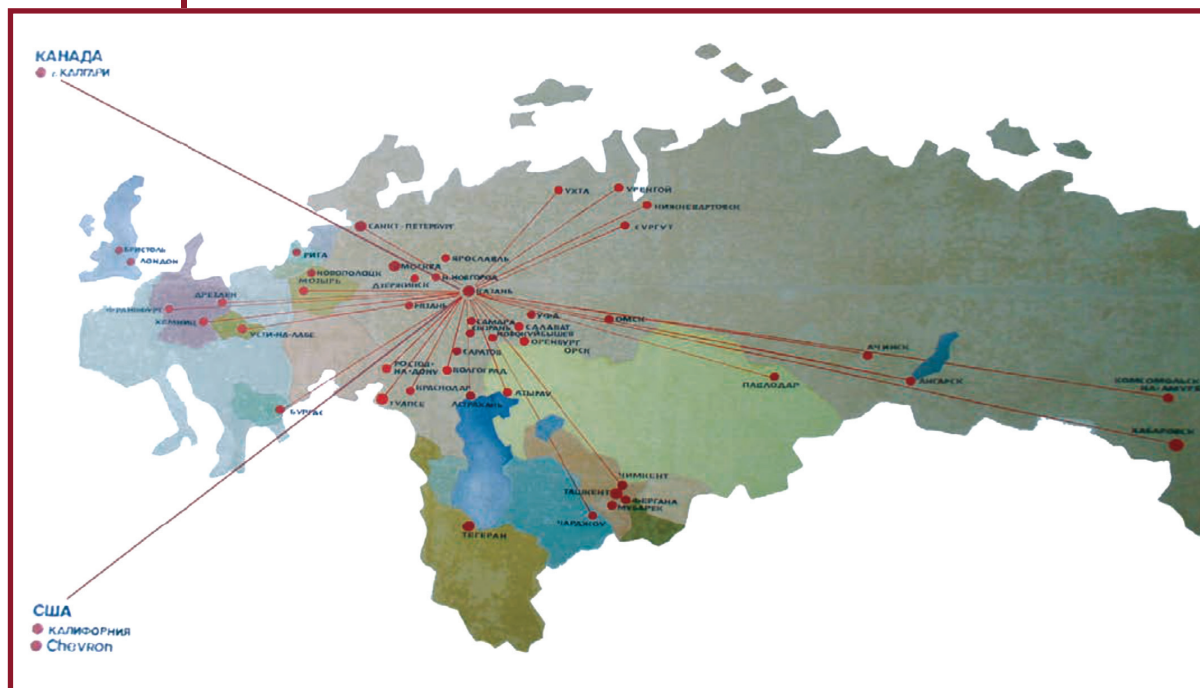 КАНАДА
г. КАЛГАРИ
УХТА
УРЕНГОЙ
НИЖНЕВАРТОВСК
СУРГУТ
САНКТ-ПЕТЕРБУРГ
БРИСТОЛЬ
ЛОНДОН
РИГА
ЯРОСЛАВЛЬ
МОСКВА
НОВОПОЛОЦК
Н.НОВГОРОД
ДЗЕРЖИНСК
МОЗЫРЬ
КАЗАНЬ
ДРЕЗДЕН
РЯЗАНЬ
ХЕМНИЦ
УСТИ-НА-ЛАБЕ
УФА
ОМСК
САМАРА
СЫЗРАНЬ
САЛАВАТ
НОВОКУЙБЫШЕВ
ОРЕНБУРГ
ОРСК
САРАТОВ
АЧИНСК
РОСТОВ-
НА-ДОНУ
ВОЛГОГРАД
ПАВЛОДАР
АНГАРСК
КОМСОМОЛЬСК
НА АМУРЕ
КРАСНОДАР
ТУАПСЕ
АСТРАХАНЬ
АТЫРАУ
БУРГАС
ХАБАРОВСК
ЧИМКЕНТ
ТАШКЕНТ
ФЕРГАНА
МУБАРЕК
ЧАРДЖОУ
ТЕГЕРАН
США
КАЛИФОРНИЯ
Chevron